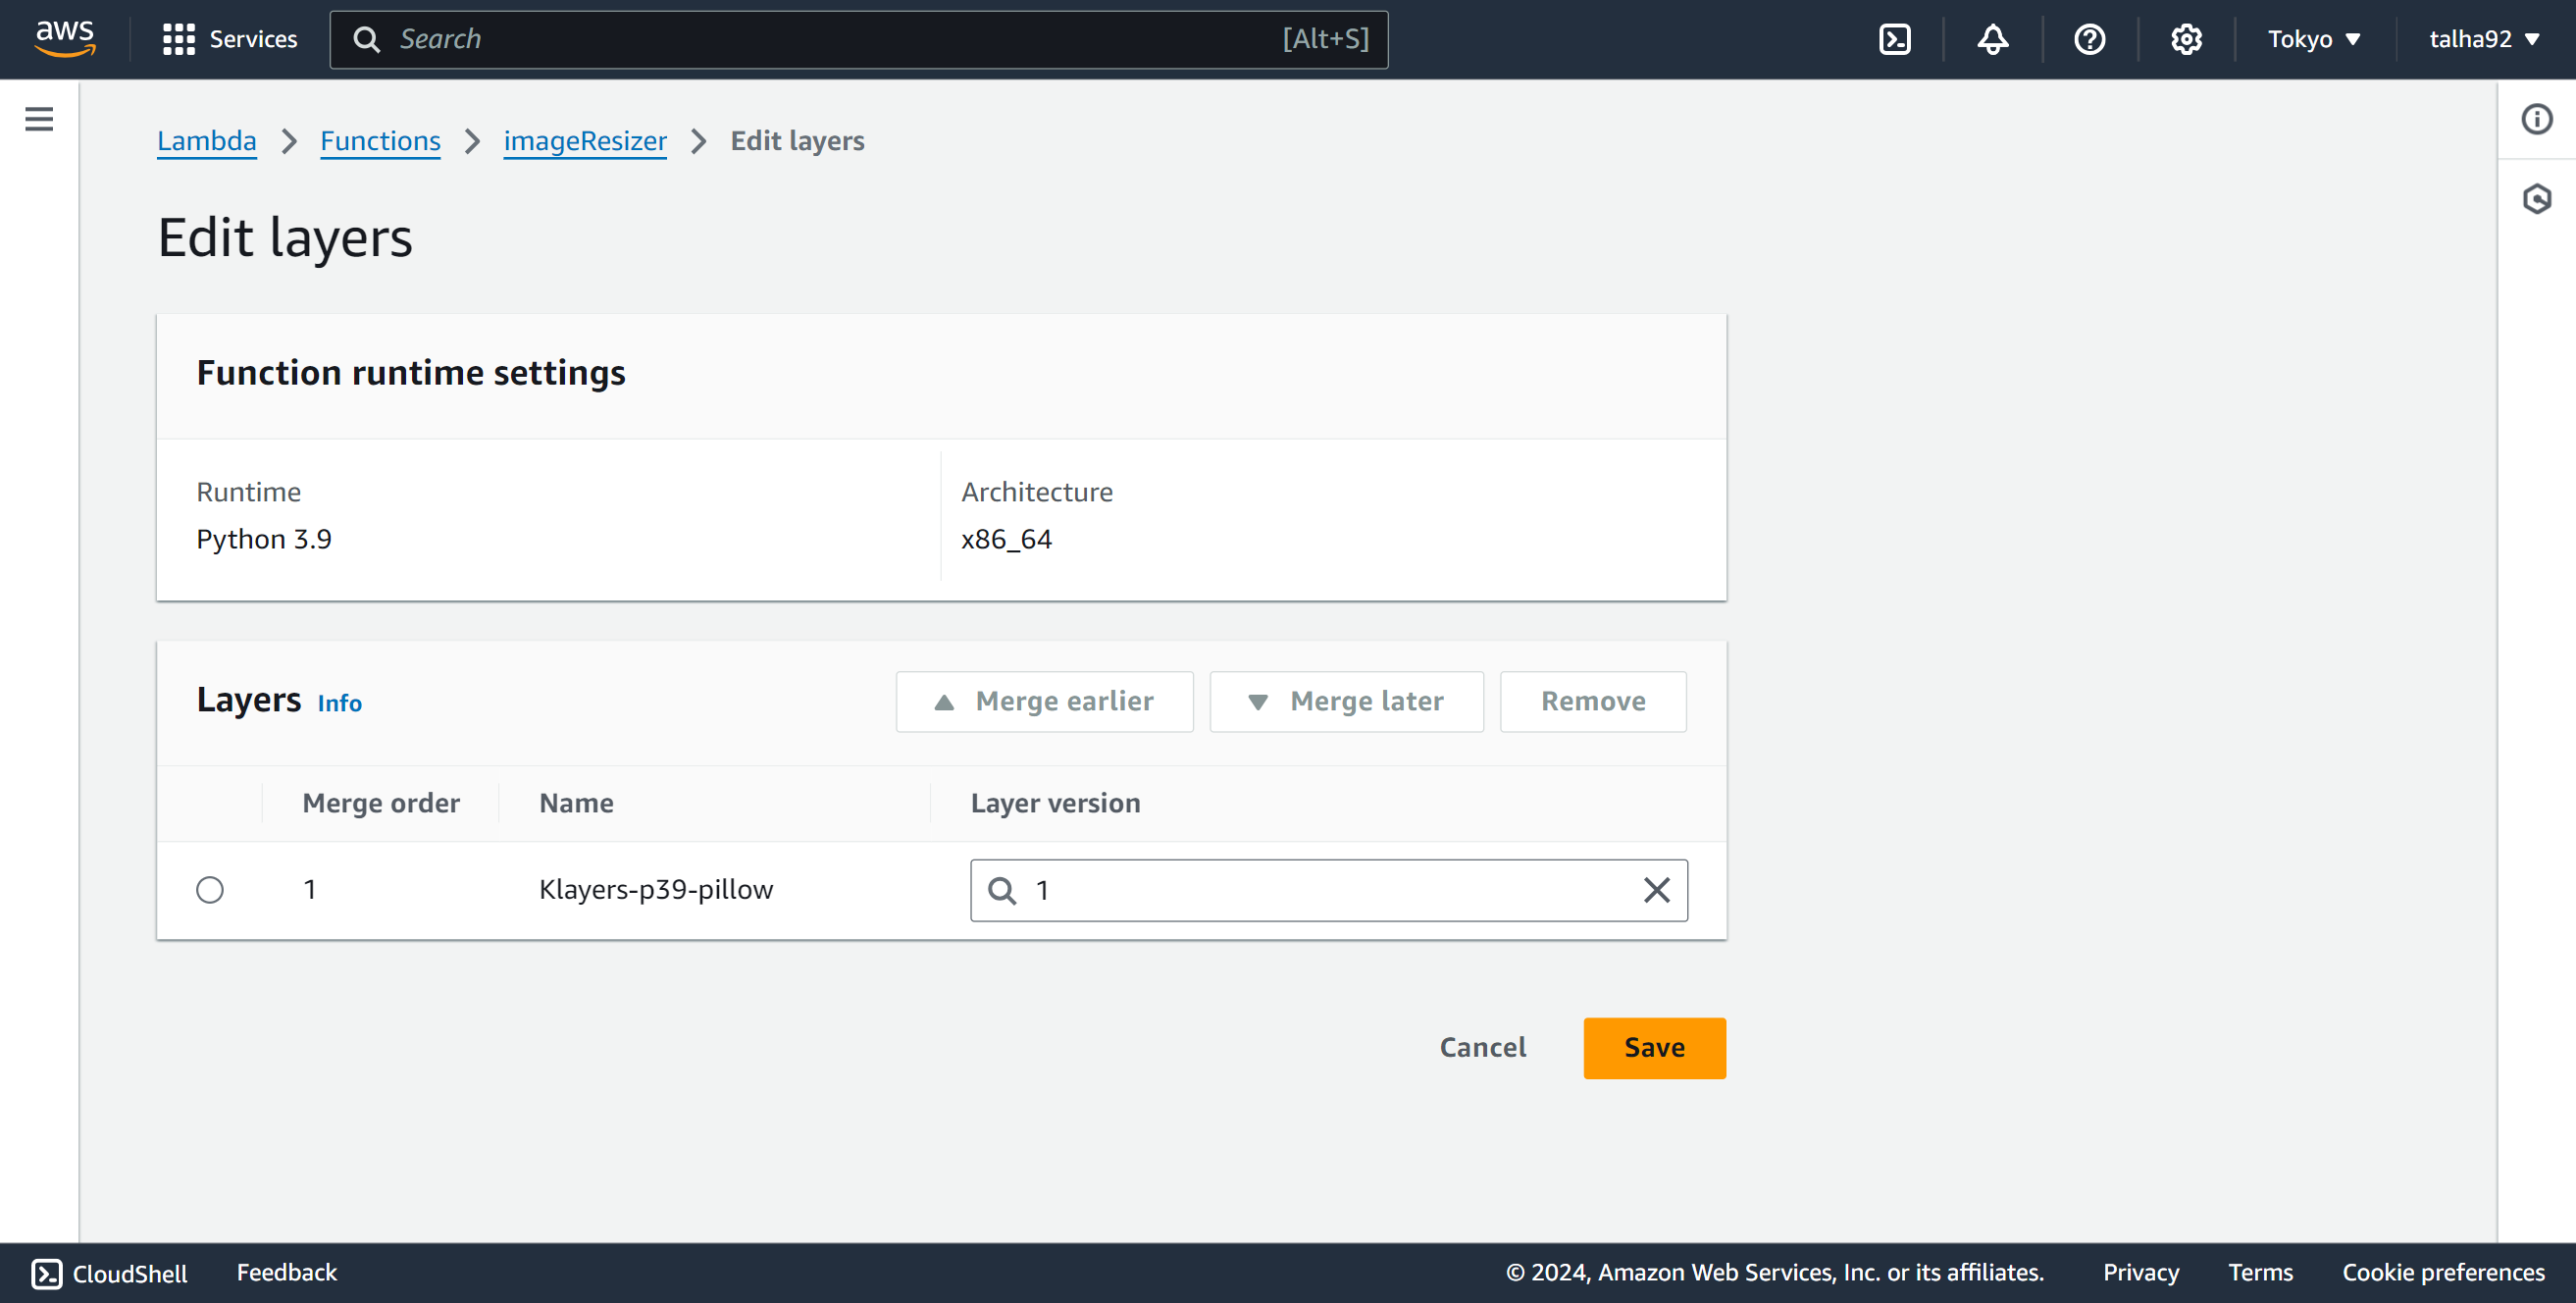 aws Services Search [Alt+S] Tokyo talha92
Lambda Functions imageResizer Edit layers
Edit layers
Function runtime settings
Runtime Architecture
Python 3.9 x86_64
Layers Info Merge earlier Merge later Remove
Merge order Name Layer version
1 Klayers-p39-pillow 1
Cancel Save
CloudShell Feedback © 2024, Amazon Web Services, Inc. or its affiliates. Privacy Terms Cookie preferences